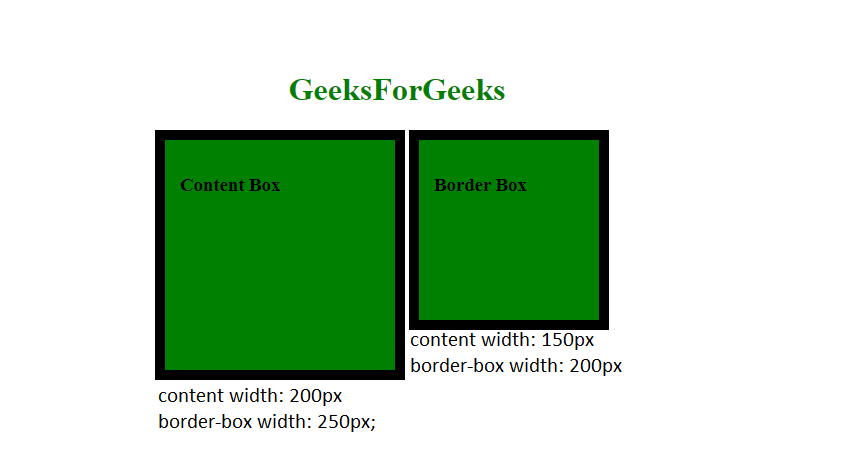 GeeksForGeeks
Content Box
Border Box
content width: 150px
border-box width: 200px
content width: 200px
border-box width: 250px;